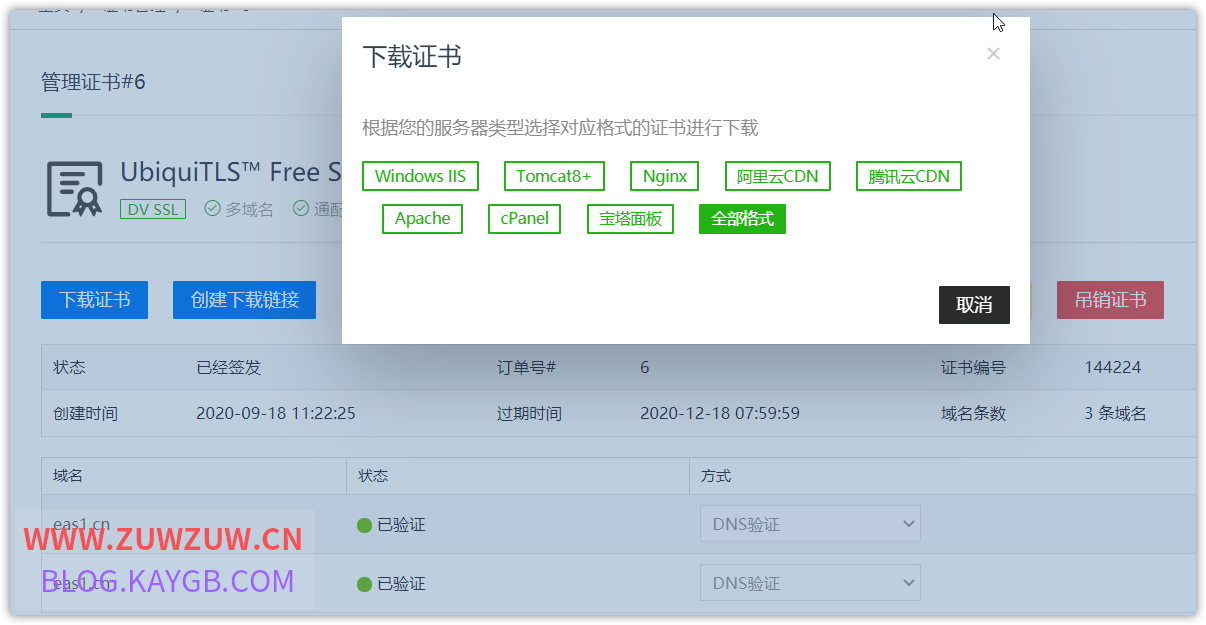 下载证书
×
管理证书#6
根据您的服务器类型选择对应格式的证书进行下载
Windows IIS Tomcat8+ Nginx 阿里云CDN 腾讯云CDN
Apache cPanel 宝塔面板 全部格式
UbiquiTLS™ Free S
DV SSL 多域名 通配
取消
下载证书 创建下载链接 吊销证书
状态 已经签发 订单号# 6 证书编号 144224
创建时间 2020-09-18 11:22:25 过期时间 2020-12-18 07:59:59 域名条数 3 条域名
域名 状态 方式
eas1.cn 已验证 DNS验证
WWW.ZUWZUW.CN
eas1.cn 已验证 DNS验证
BLOG.KAYGB.COM